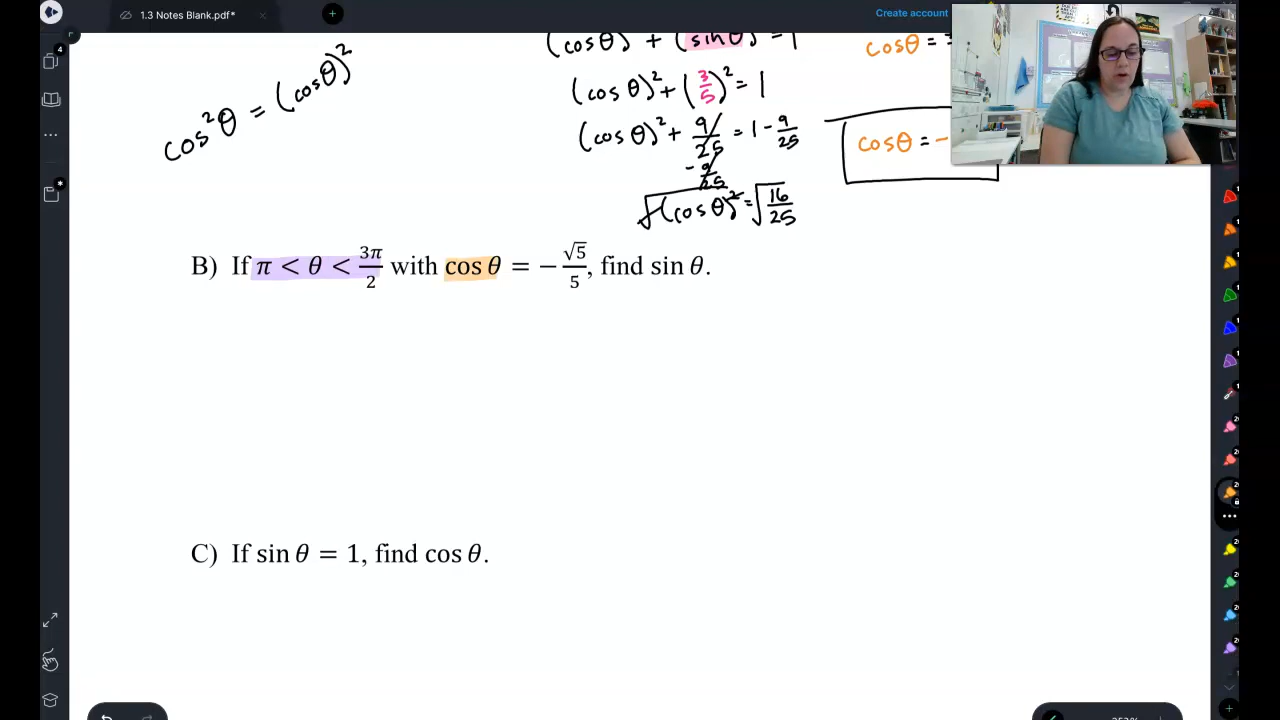 1.3 Notes Blank.pdf*
Create account
(cosθ) + (sinθ) = 1
cosθ =
cos²θ = (cosθ)²
(cosθ)² + (3/5)² = 1
(cosθ)² + 9/25 = 1 - 9/25
- 9/25
cosθ = -
√(cosθ)² = √16/25
B) If π < θ < 3π/2 with cos θ = −√5/5, find sin θ.
C) If sin θ = 1, find cos θ.